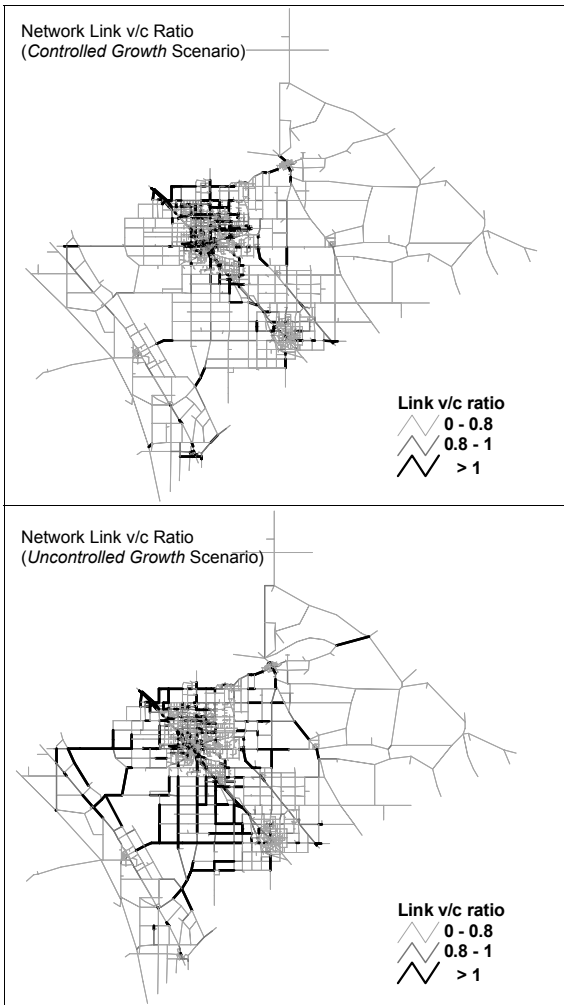 Network Link v/c Ratio
(Controlled Growth Scenario)
Link v/c ratio
0 - 0.8
0.8 - 1
> 1
Network Link v/c Ratio
(Uncontrolled Growth Scenario)
Link v/c ratio
0 - 0.8
0.8 - 1
> 1